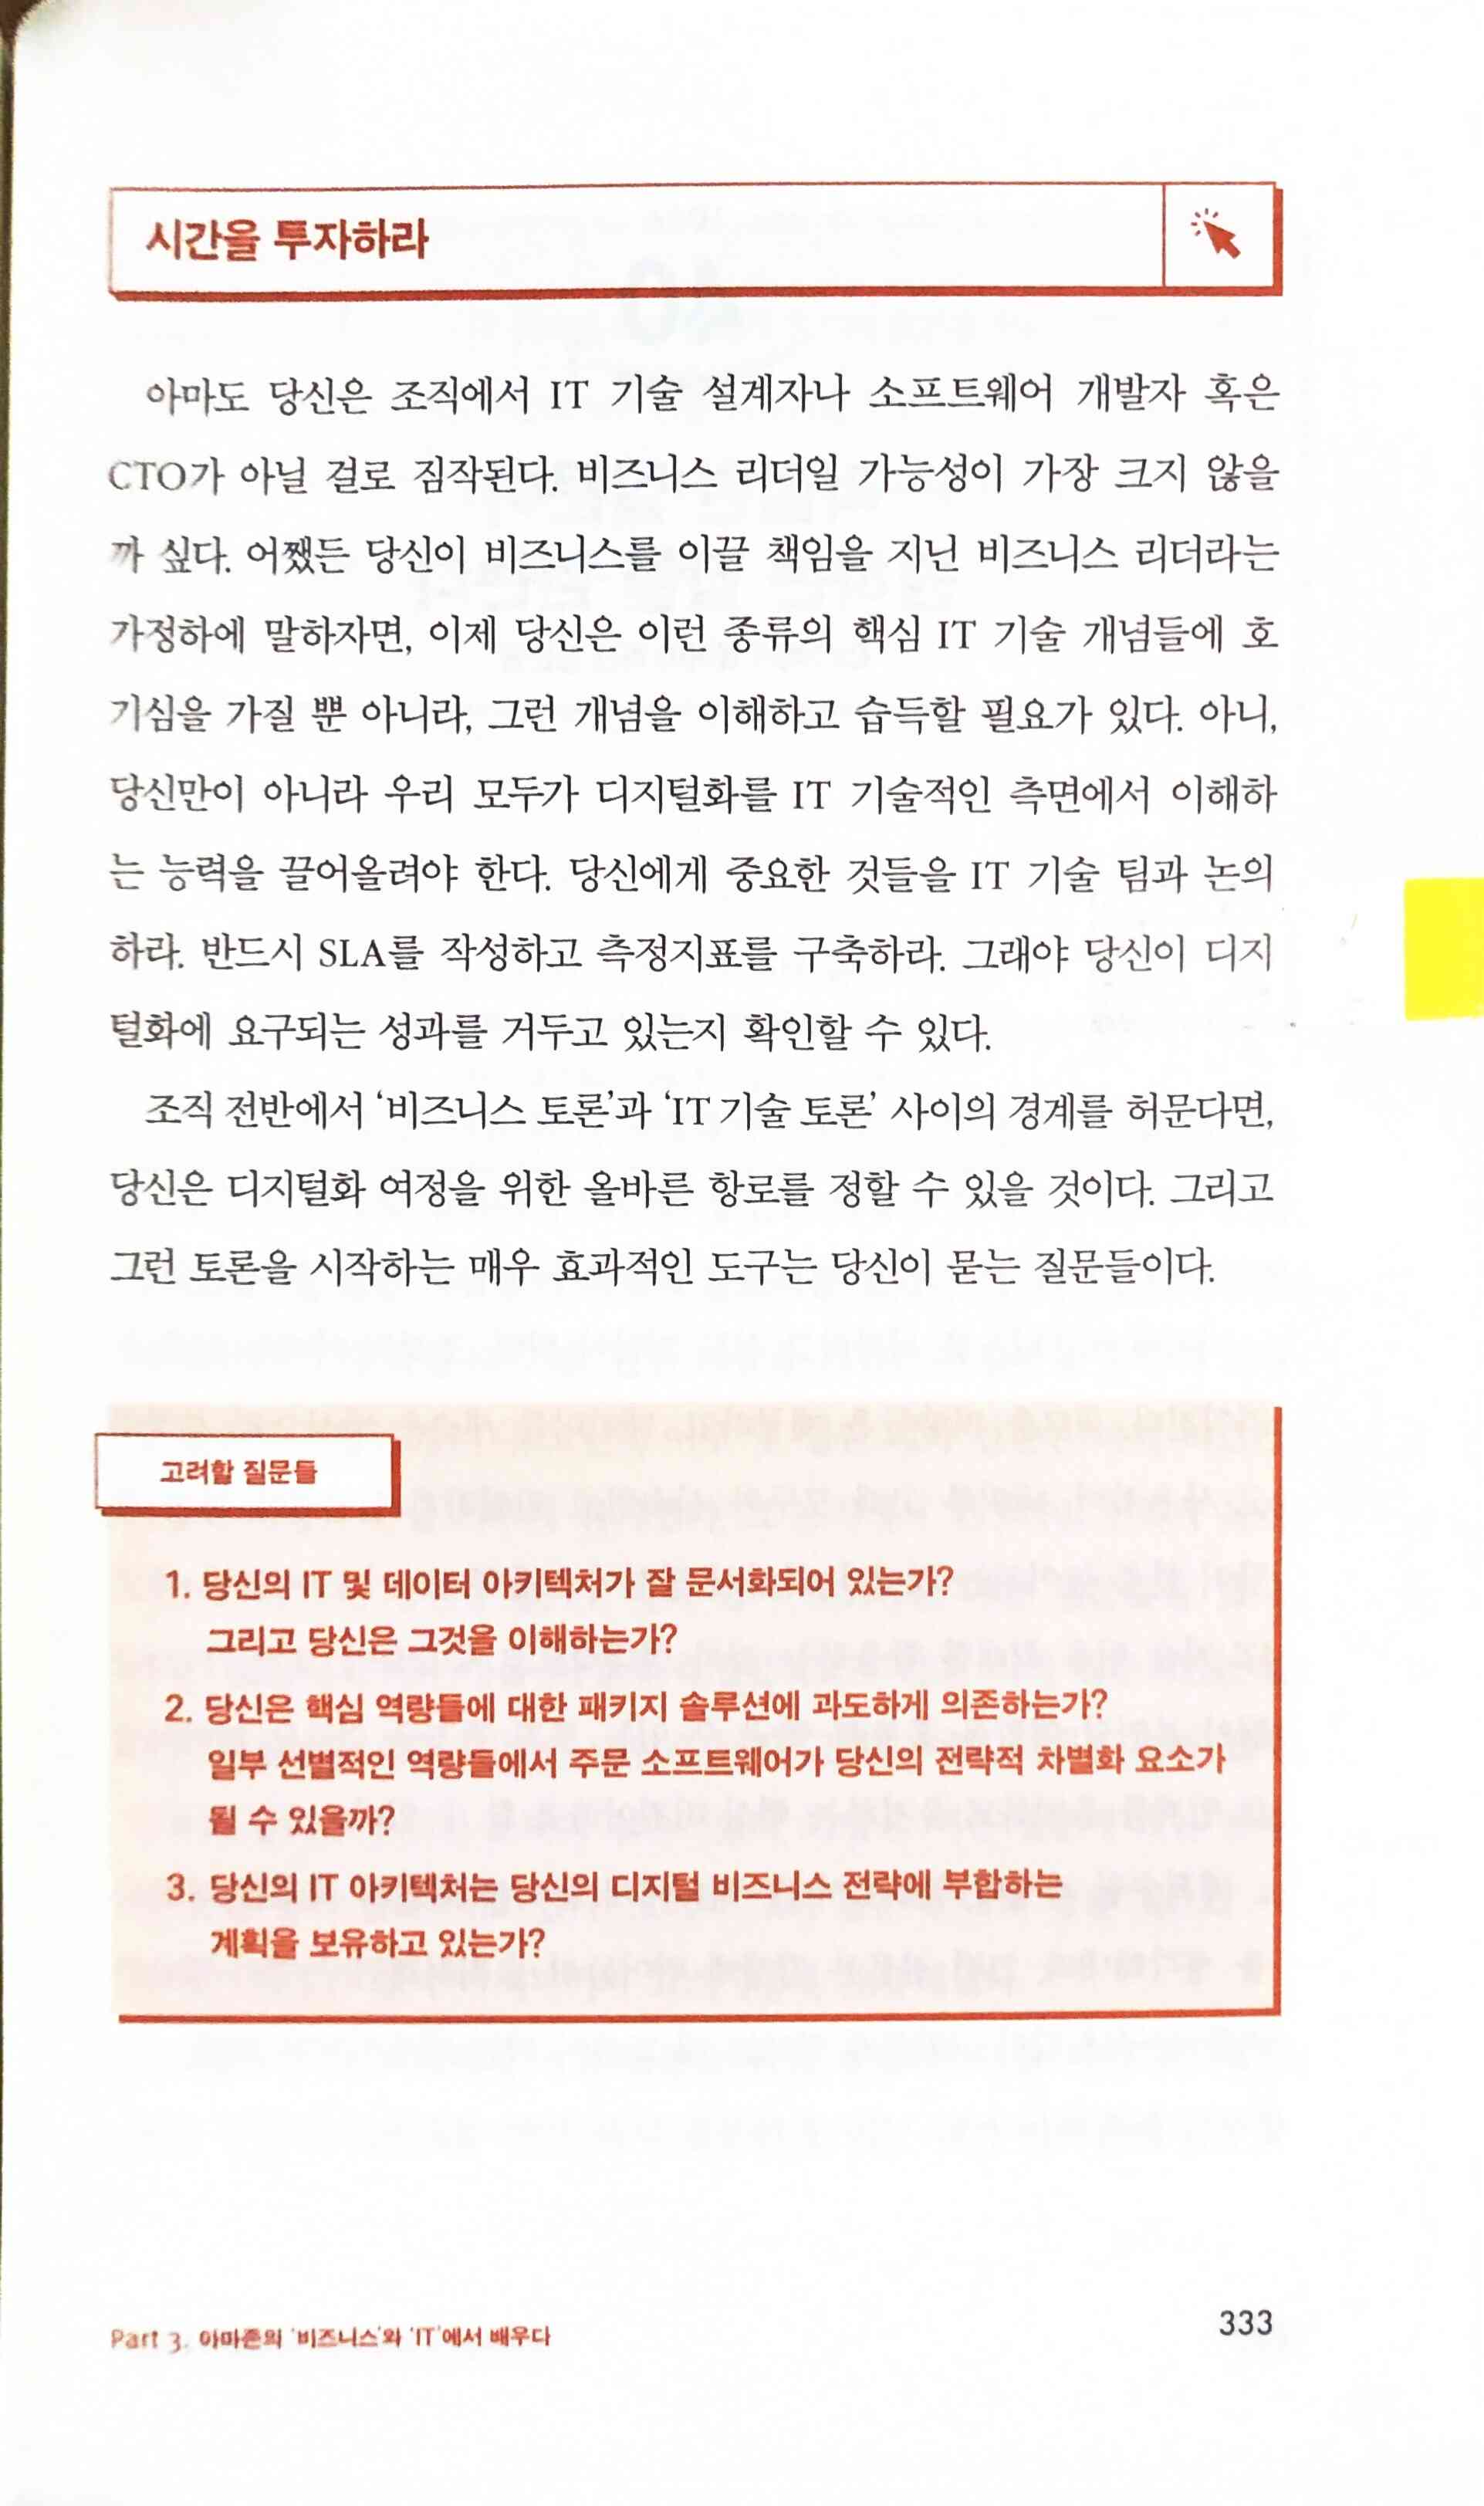 시간을 투자하라
아마도 당신은 조직에서 IT 기술 설계자나 소프트웨어 개발자 혹은
CTO가 아닐 걸로 짐작된다. 비즈니스 리더일 가능성이 가장 크지 않을
까 싶다. 어쨌든 당신이 비즈니스를 이끌 책임을 지닌 비즈니스 리더라는
가정하에 말하자면, 이제 당신은 이런 종류의 핵심 IT 기술 개념들에 호
기심을 가질 뿐 아니라, 그런 개념을 이해하고 습득할 필요가 있다. 아니,
당신만이 아니라 우리 모두가 디지털화를 IT 기술적인 측면에서 이해하
는 능력을 끌어올려야 한다. 당신에게 중요한 것들을 IT 기술 팀과 논의
하라. 반드시 SLA를 작성하고 측정지표를 구축하라. 그래야 당신이 디지
털화에 요구되는 성과를 거두고 있는지 확인할 수 있다.
조직 전반에서 ‘비즈니스 토론’과 ‘IT 기술 토론’ 사이의 경계를 허문다면,
당신은 디지털화 여정을 위한 올바른 항로를 정할 수 있을 것이다. 그리고
그런 토론을 시작하는 매우 효과적인 도구는 당신이 묻는 질문들이다.
고려할 질문들
1. 당신의 IT 및 데이터 아키텍처가 잘 문서화되어 있는가?
그리고 당신은 그것을 이해하는가?
2. 당신은 핵심 역량들에 대한 패키지 솔루션에 과도하게 의존하는가?
일부 선별적인 역량들에서 주문 소프트웨어가 당신의 전략적 차별화 요소가
될 수 있을까?
3. 당신의 IT 아키텍처는 당신의 디지털 비즈니스 전략에 부합하는
계획을 보유하고 있는가?
Part 3. 아마존의 '비즈니스'와 'IT'에서 배우다
333